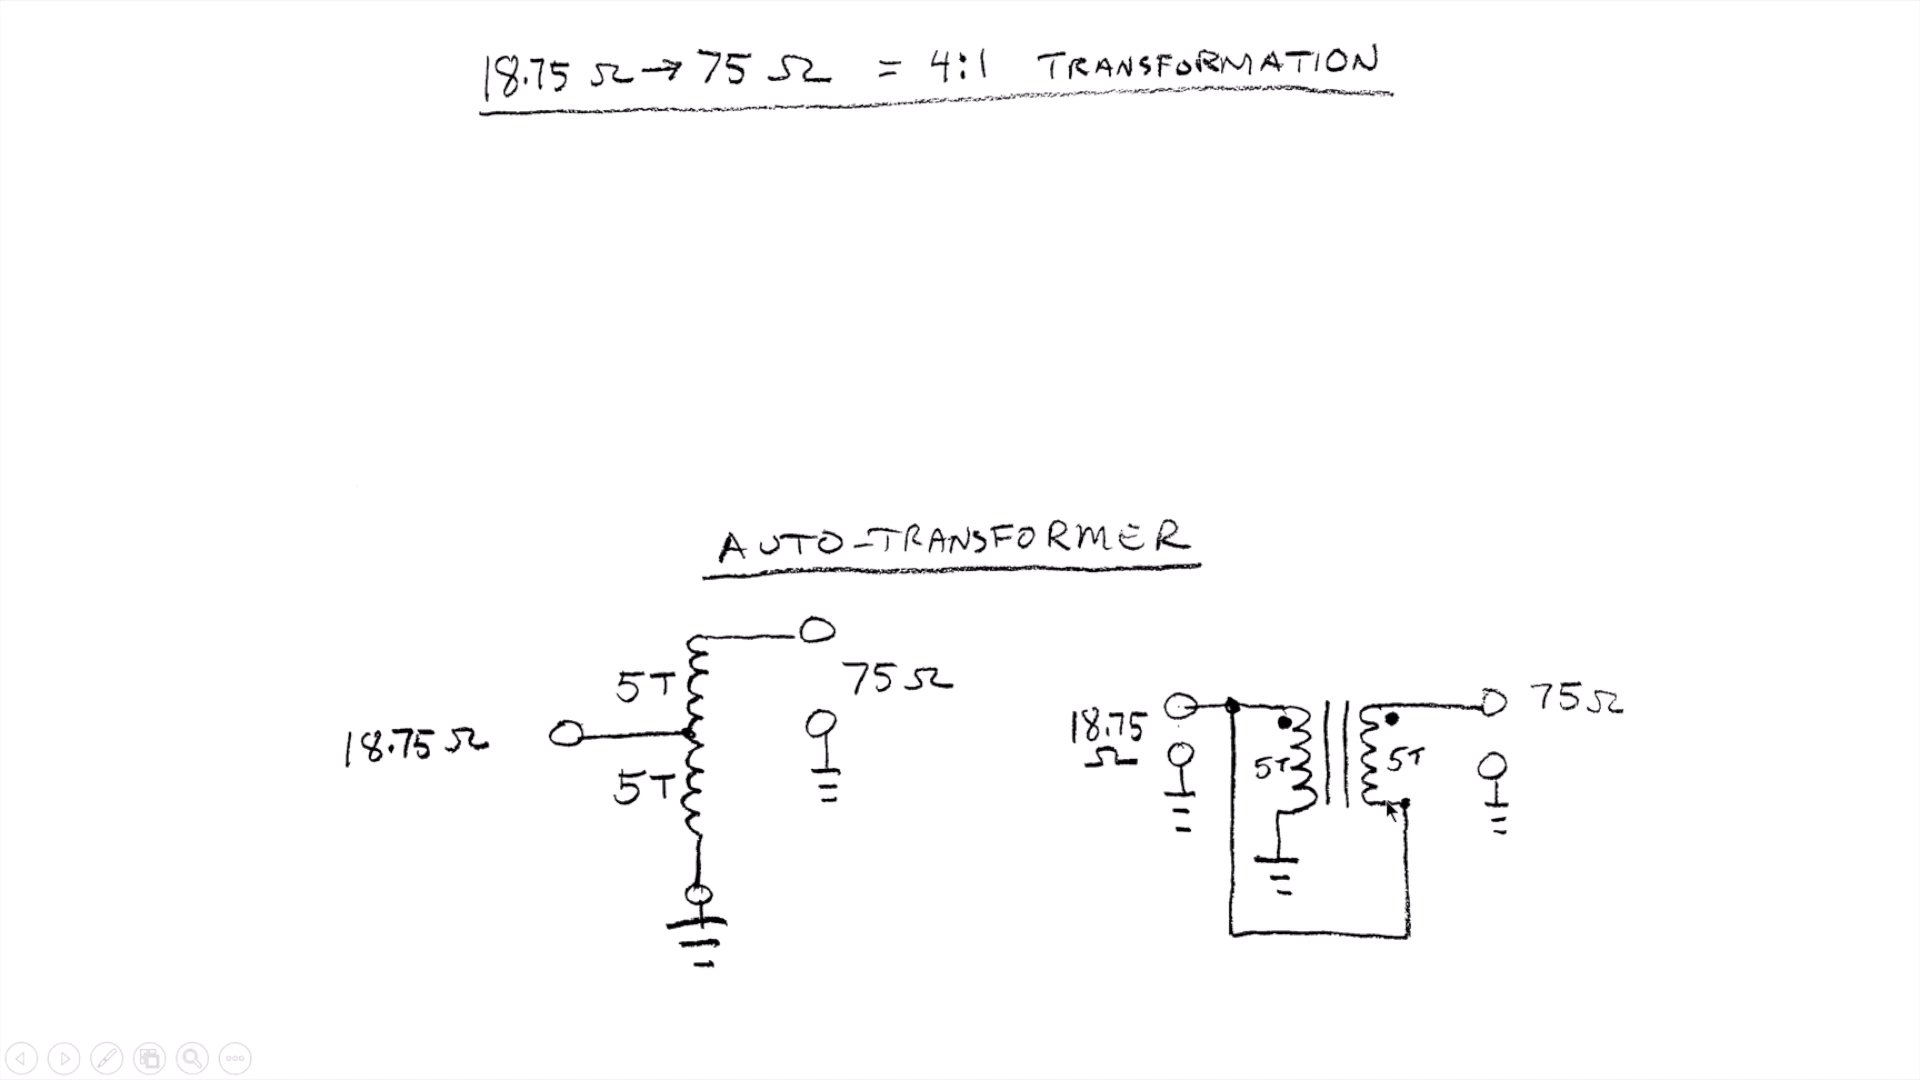 18.75 Ω → 75 Ω = 4:1 TRANSFORMATION
AUTO-TRANSFORMER
5T
75 Ω
18.75 Ω
5T
18.75
Ω
5T
5T
75 Ω